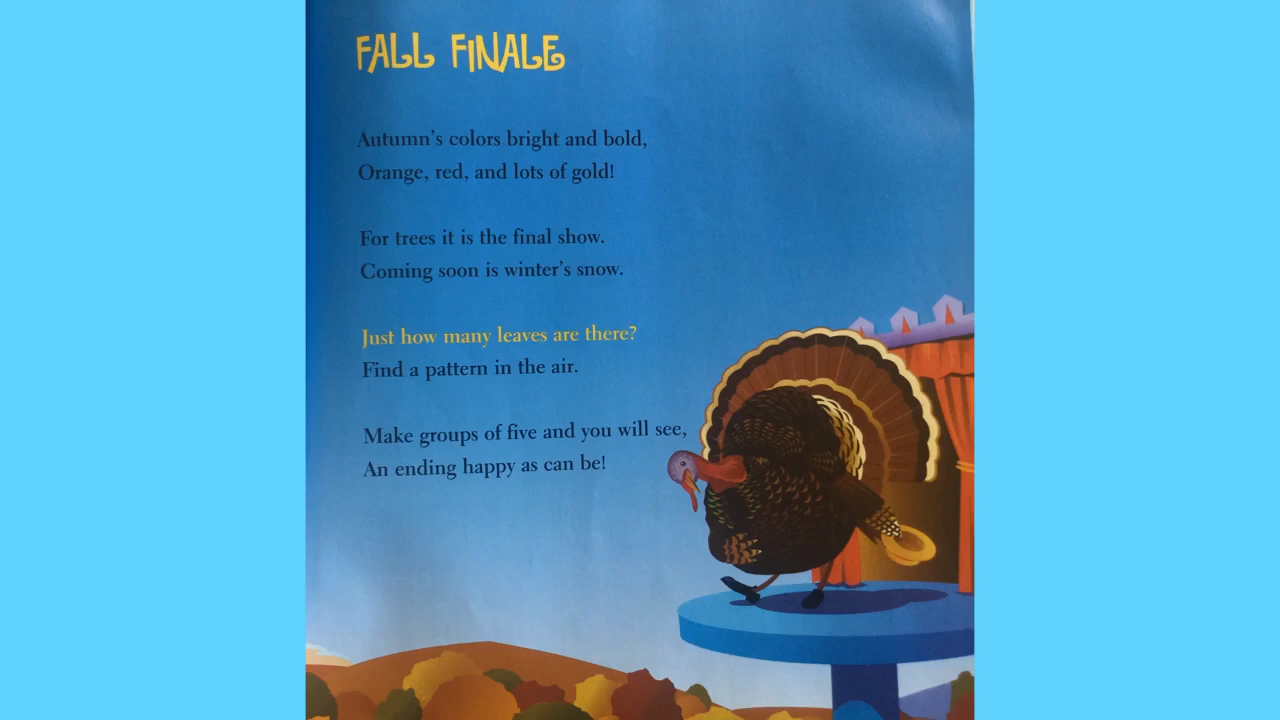 FALL FINALE
Autumn's colors bright and bold,
Orange, red, and lots of gold!
For trees it is the final show.
Coming soon is winter's snow.
Just how many leaves are there?
Find a pattern in the air.
Make groups of five and you will see,
An ending happy as can be!